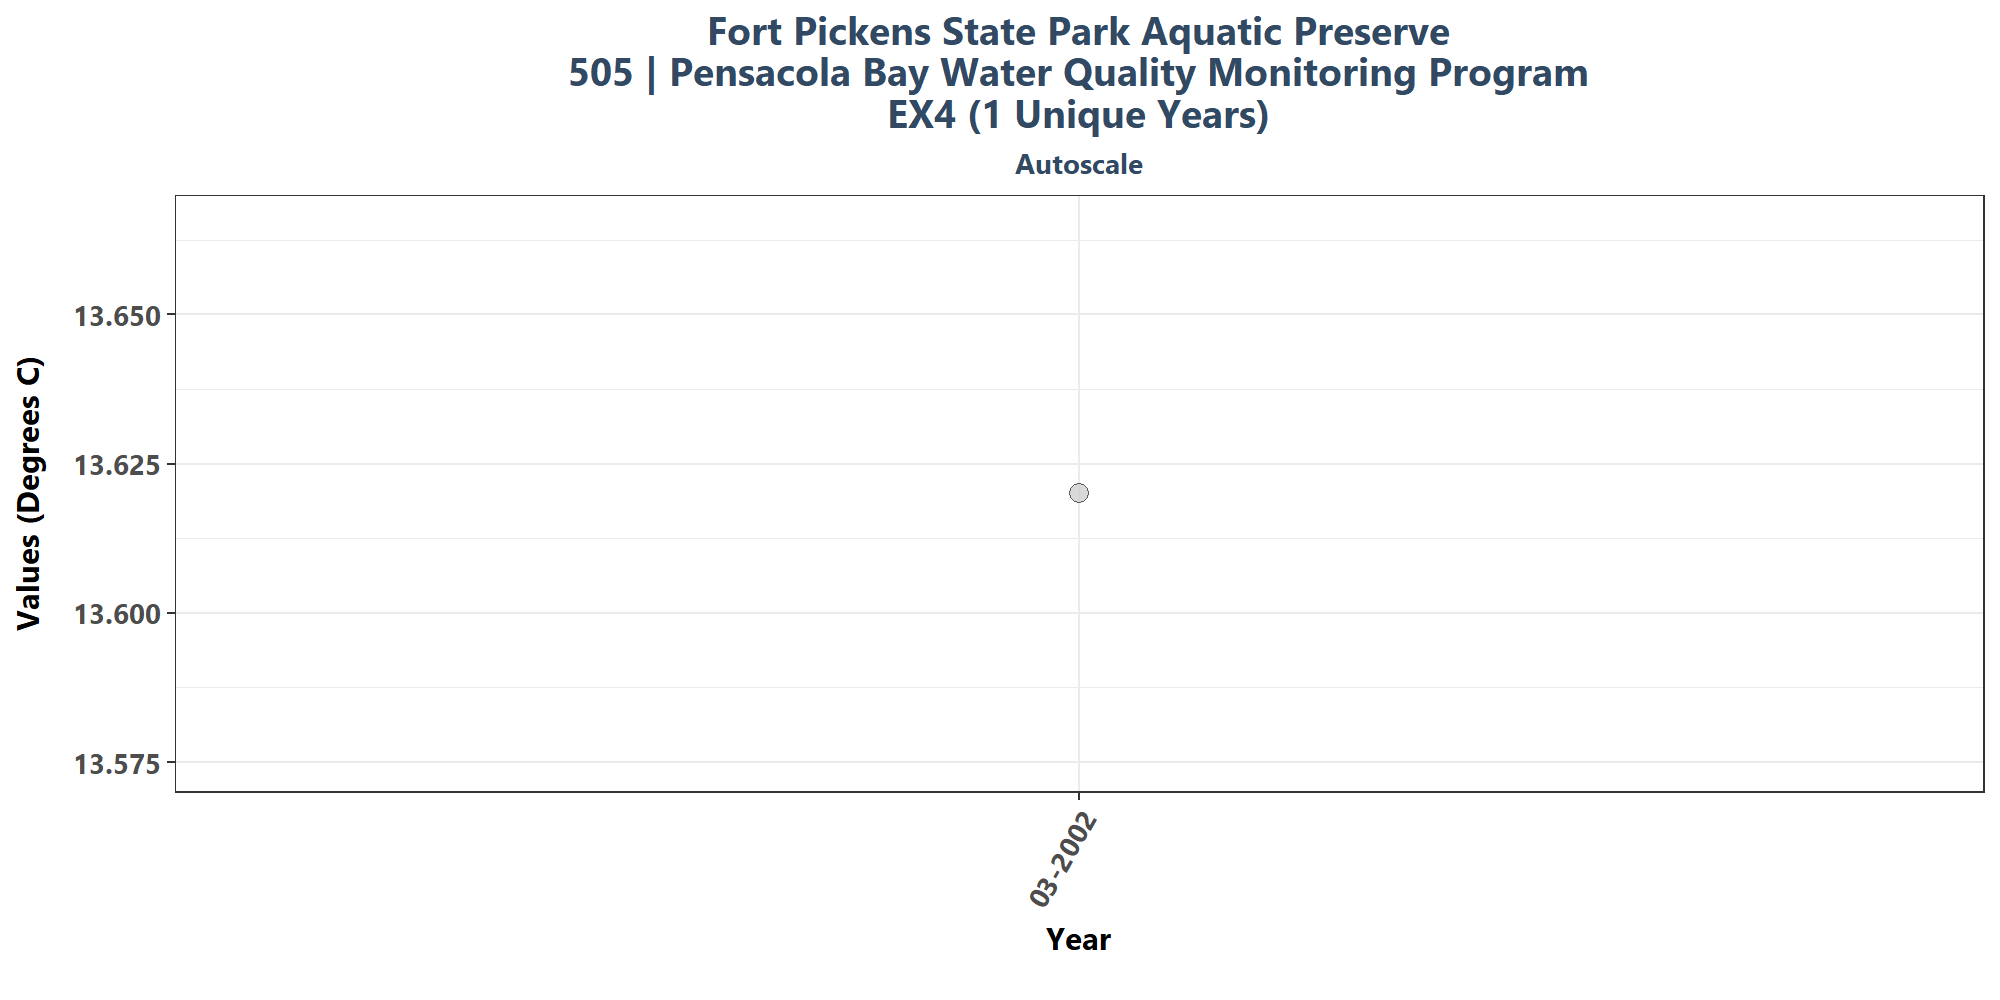 Fort Pickens State Park Aquatic Preserve
505 | Pensacola Bay Water Quality Monitoring Program
EX4 (1 Unique Years)
Autoscale
Values (Degrees C)
13.650
13.625
13.600
13.575
03-2002
Year